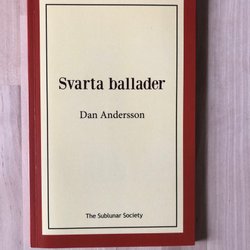 Svarta ballader
Dan Andersson
The Sublunar Society